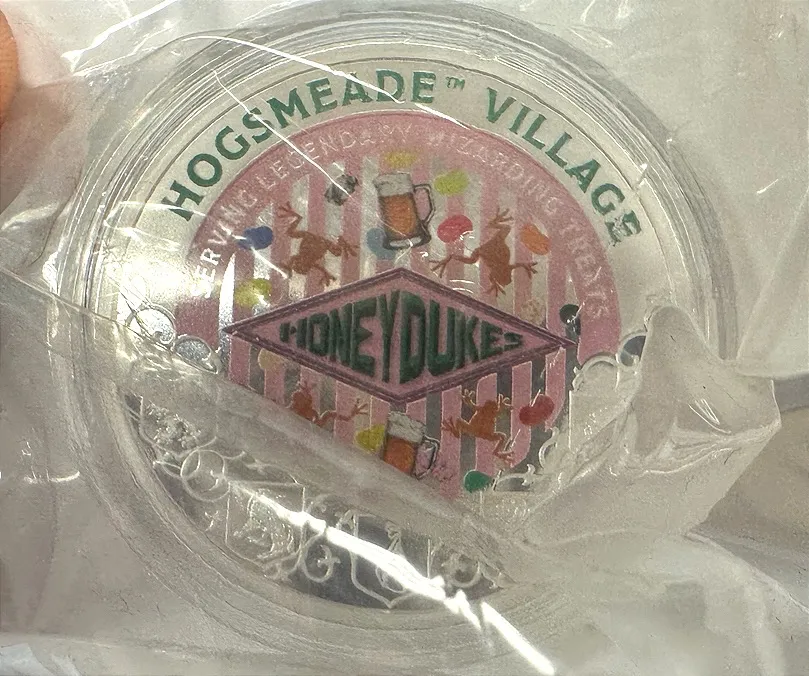 HOGSMEADE™ VILLAGE
SERVING LEGENDARY WIZARDING TREATS
HONEYDUKES